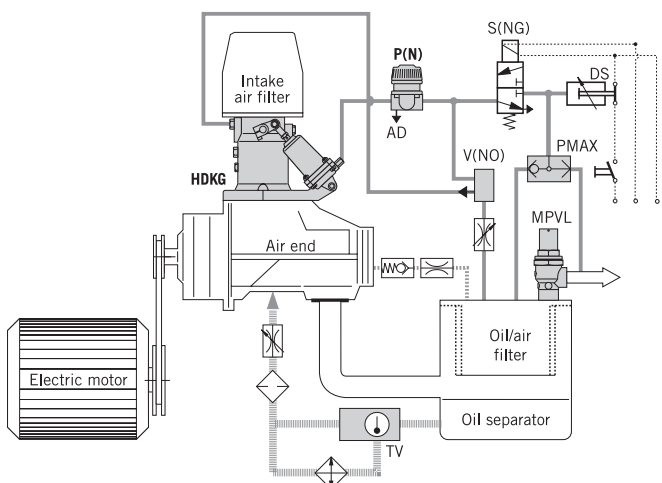 S(NG)
P(N)
DS
Intake
air filter
AD
V(NO)
PMAX
HDKG
MPVL
Air end
Oil/air
filter
Electric motor
Oil separator
TV